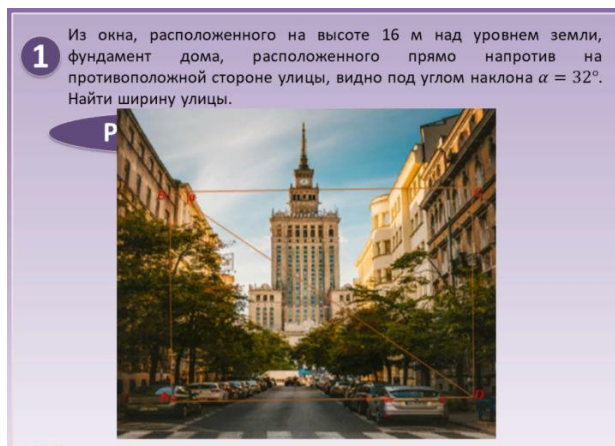 1
Из окна, расположенного на высоте 16 м над уровнем земли,
фундамент дома, расположенного прямо напротив на
противоположной стороне улицы, видно под углом наклона α = 32°.
Найти ширину улицы.